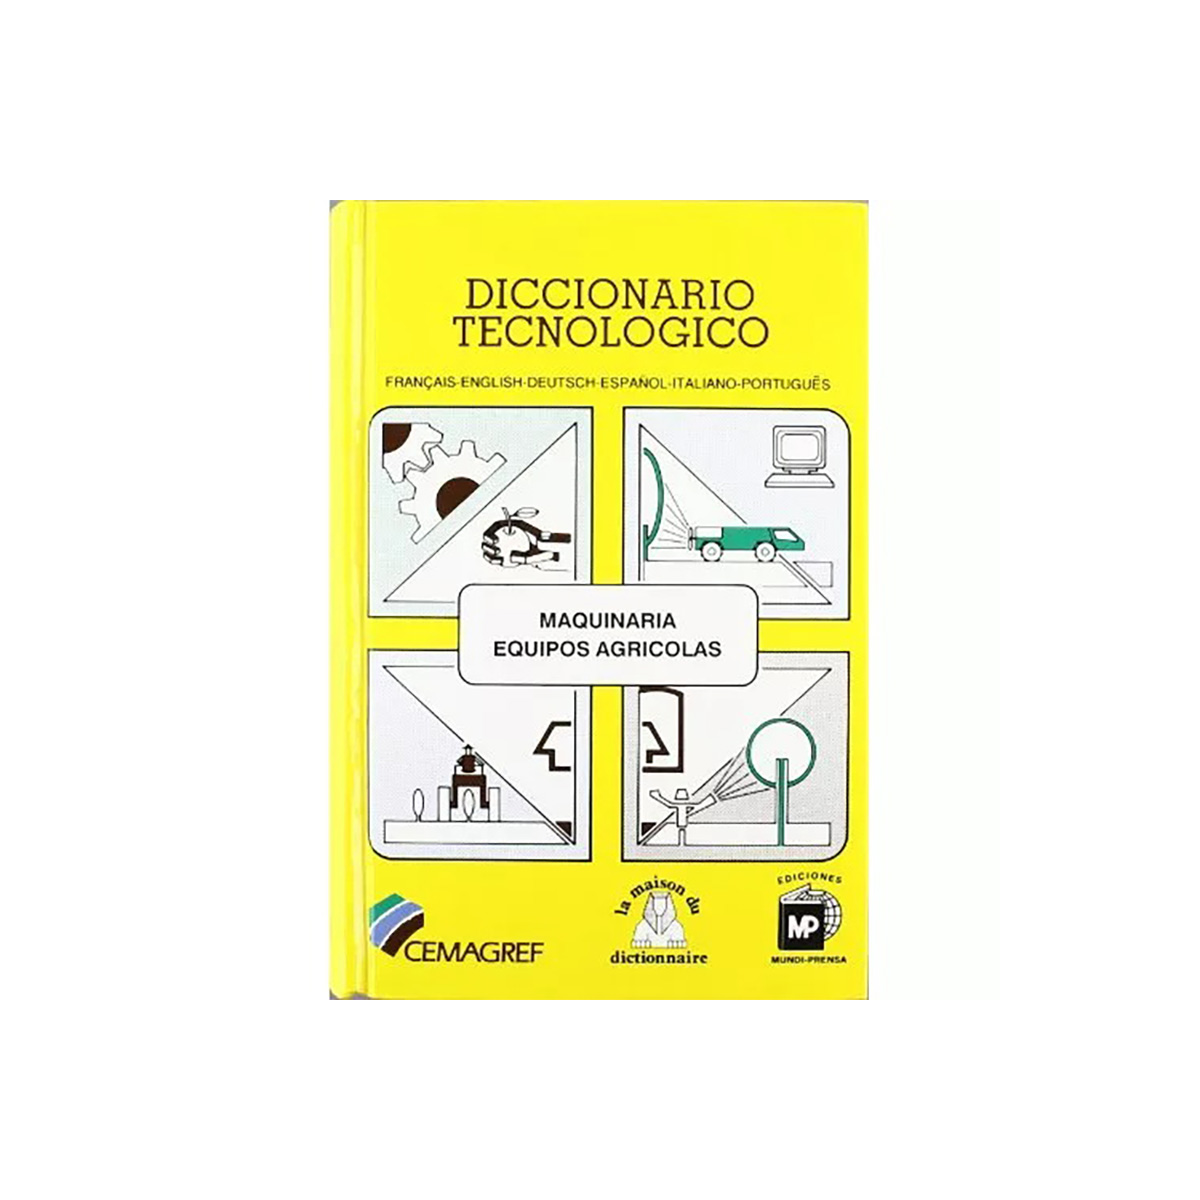 DICCIONARIO
TECNOLOGICO
FRANÇAIS-ENGLISH-DEUTSCH-ESPAÑOL-ITALIANO-PORTUGUÊS
MAQUINARIA
EQUIPOS AGRICOLAS
CEMAGREF
la maison du
dictionnaire
EDICIONES
MP
MUNDI-PRENSA